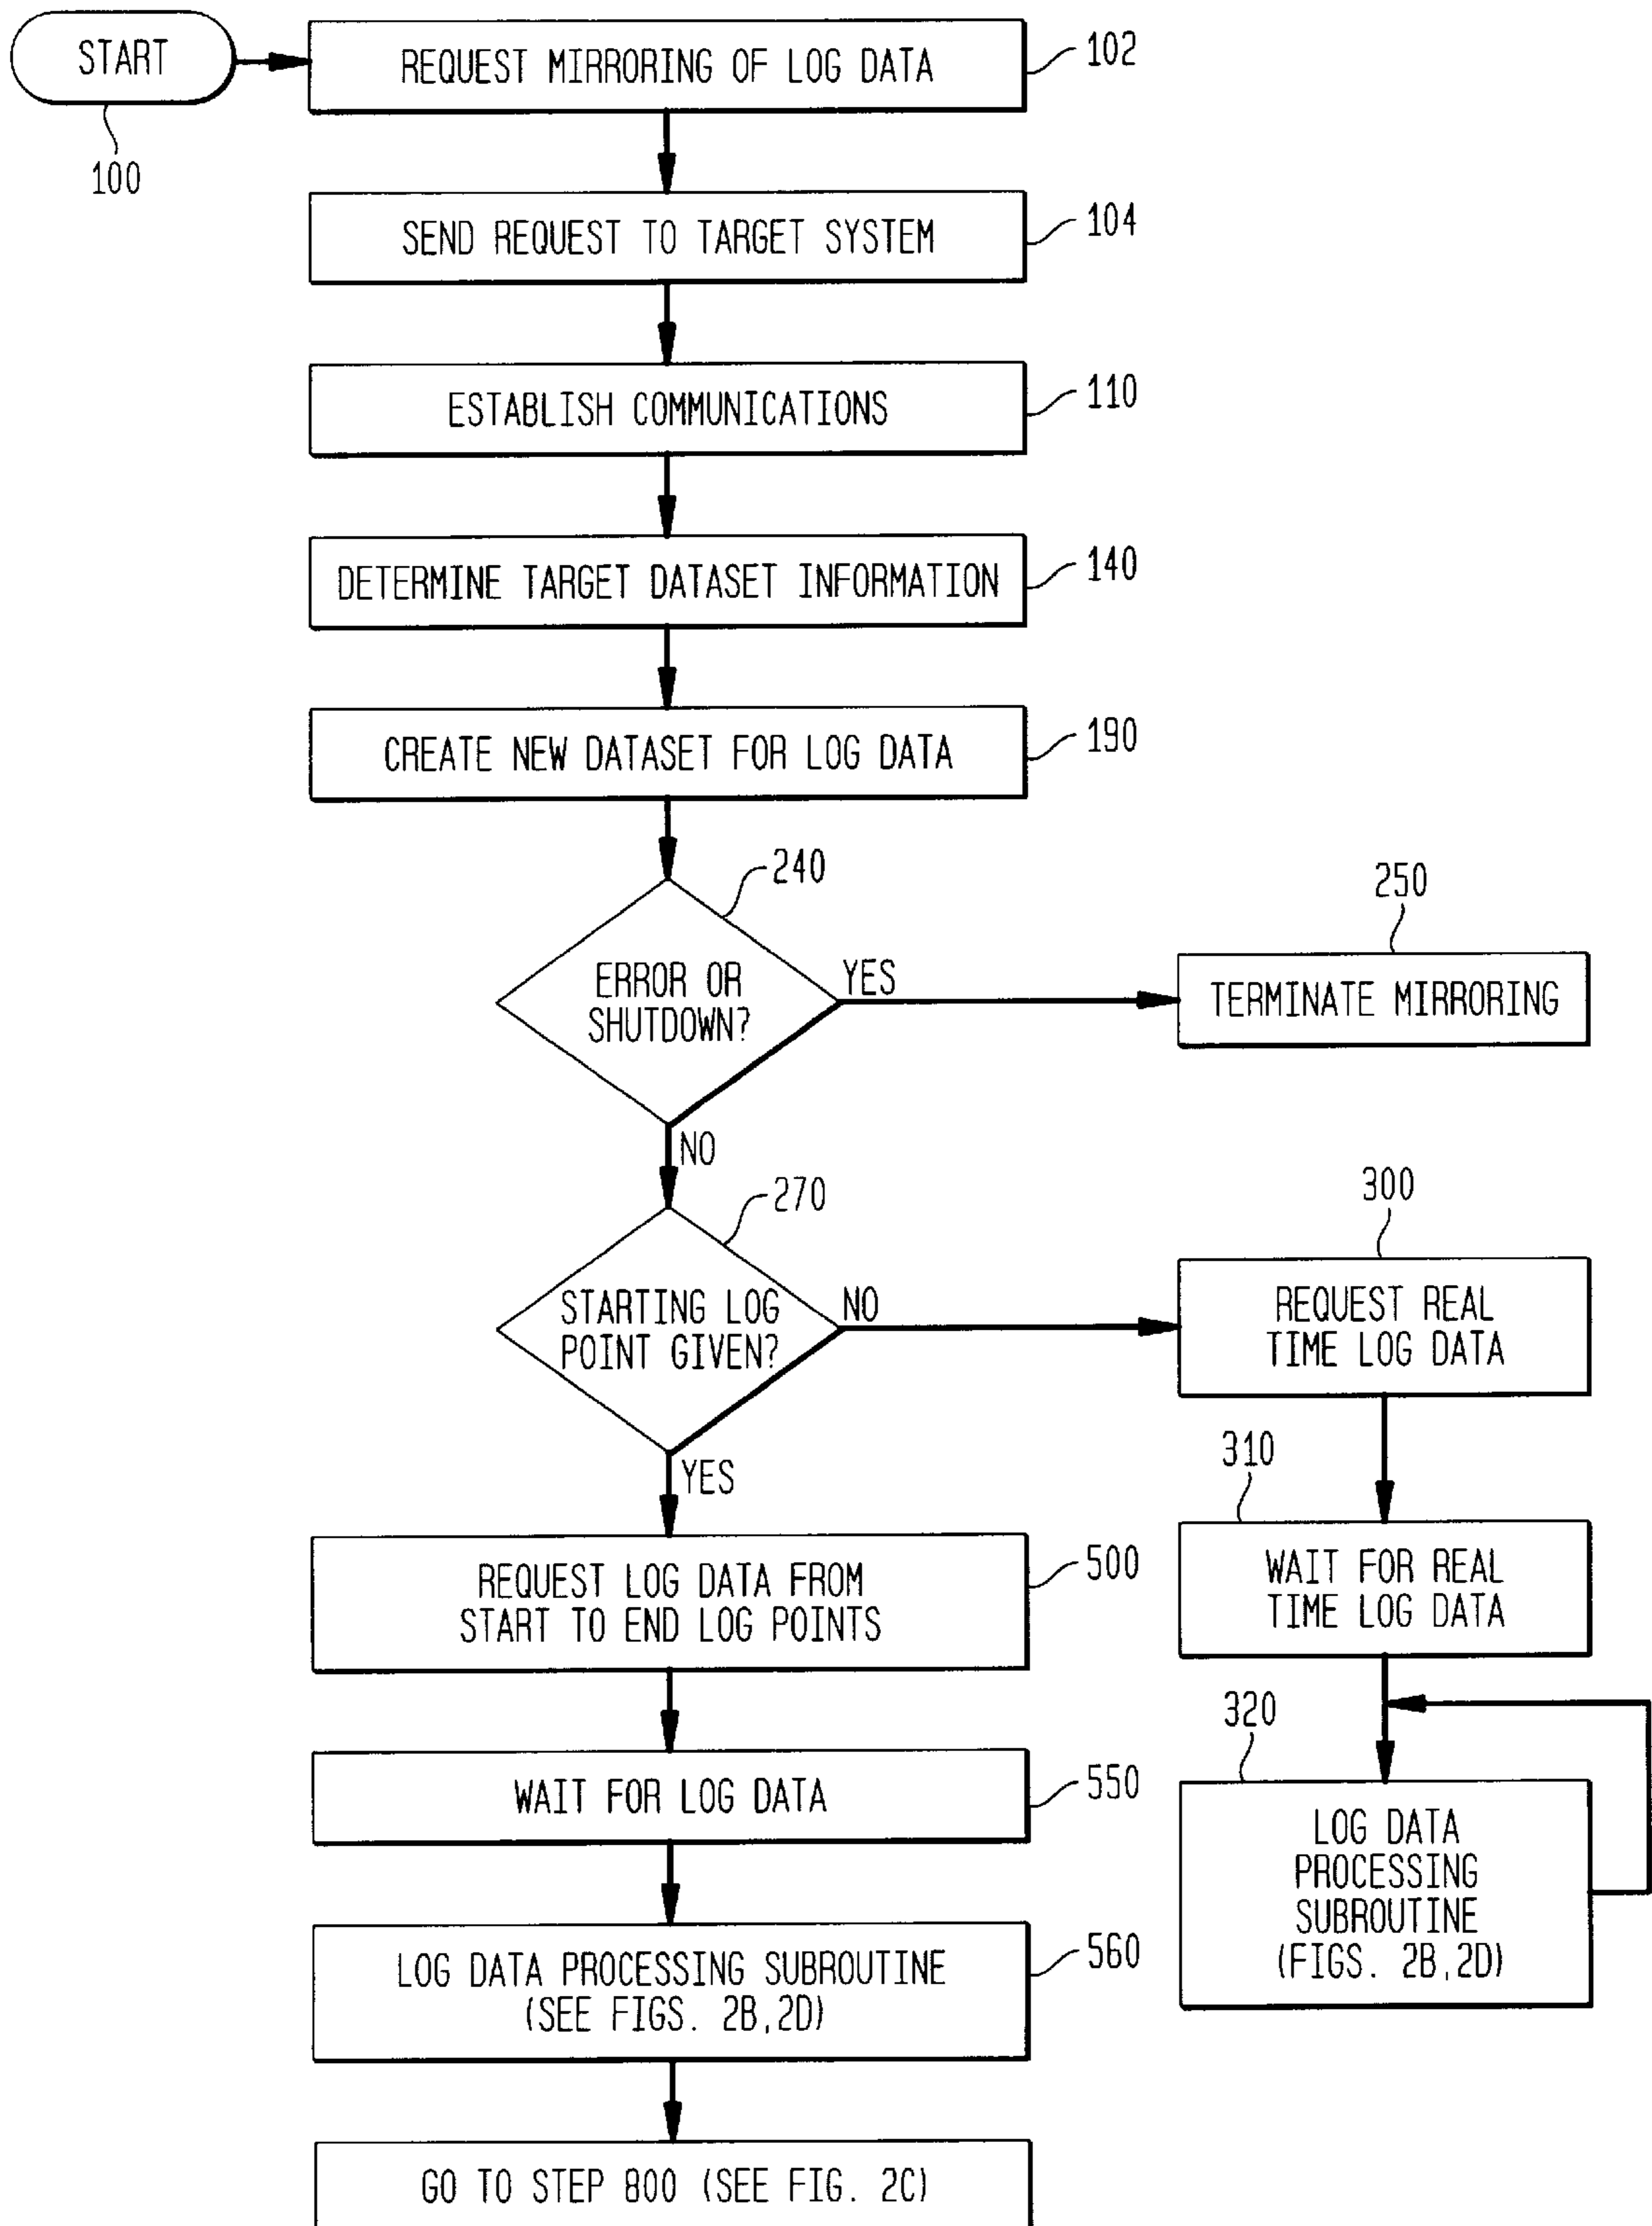 START
100
REQUEST MIRRORING OF LOG DATA
102
SEND REQUEST TO TARGET SYSTEM
104
ESTABLISH COMMUNICATIONS
110
DETERMINE TARGET DATASET INFORMATION
140
CREATE NEW DATASET FOR LOG DATA
190
240
ERROR OR
SHUTDOWN?
YES
250
TERMINATE MIRRORING
NO
270
STARTING LOG
POINT GIVEN?
NO
300
REQUEST REAL
TIME LOG DATA
YES
310
WAIT FOR REAL
TIME LOG DATA
500
REQUEST LOG DATA FROM
START TO END LOG POINTS
320
LOG DATA
PROCESSING
SUBROUTINE
(FIGS. 2B,2D)
WAIT FOR LOG DATA
550
LOG DATA PROCESSING SUBROUTINE
(SEE FIGS. 2B,2D)
560
GO TO STEP 800 (SEE FIG. 2C)